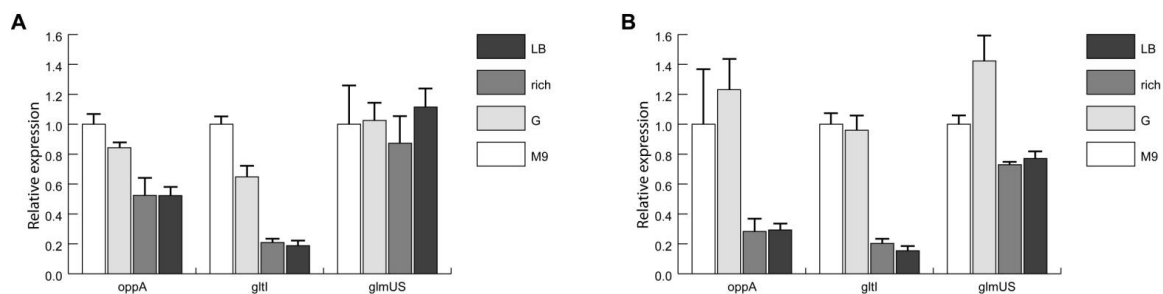 A
Relative expression
1.6
1.4
1.2
1.0
0.8
0.6
0.4
0.2
0.0
oppA gltI glmUS
LB
rich
G
M9
B
Relative expression
1.6
1.4
1.2
1.0
0.8
0.6
0.4
0.2
0.0
oppA gltI glmUS
LB
rich
G
M9